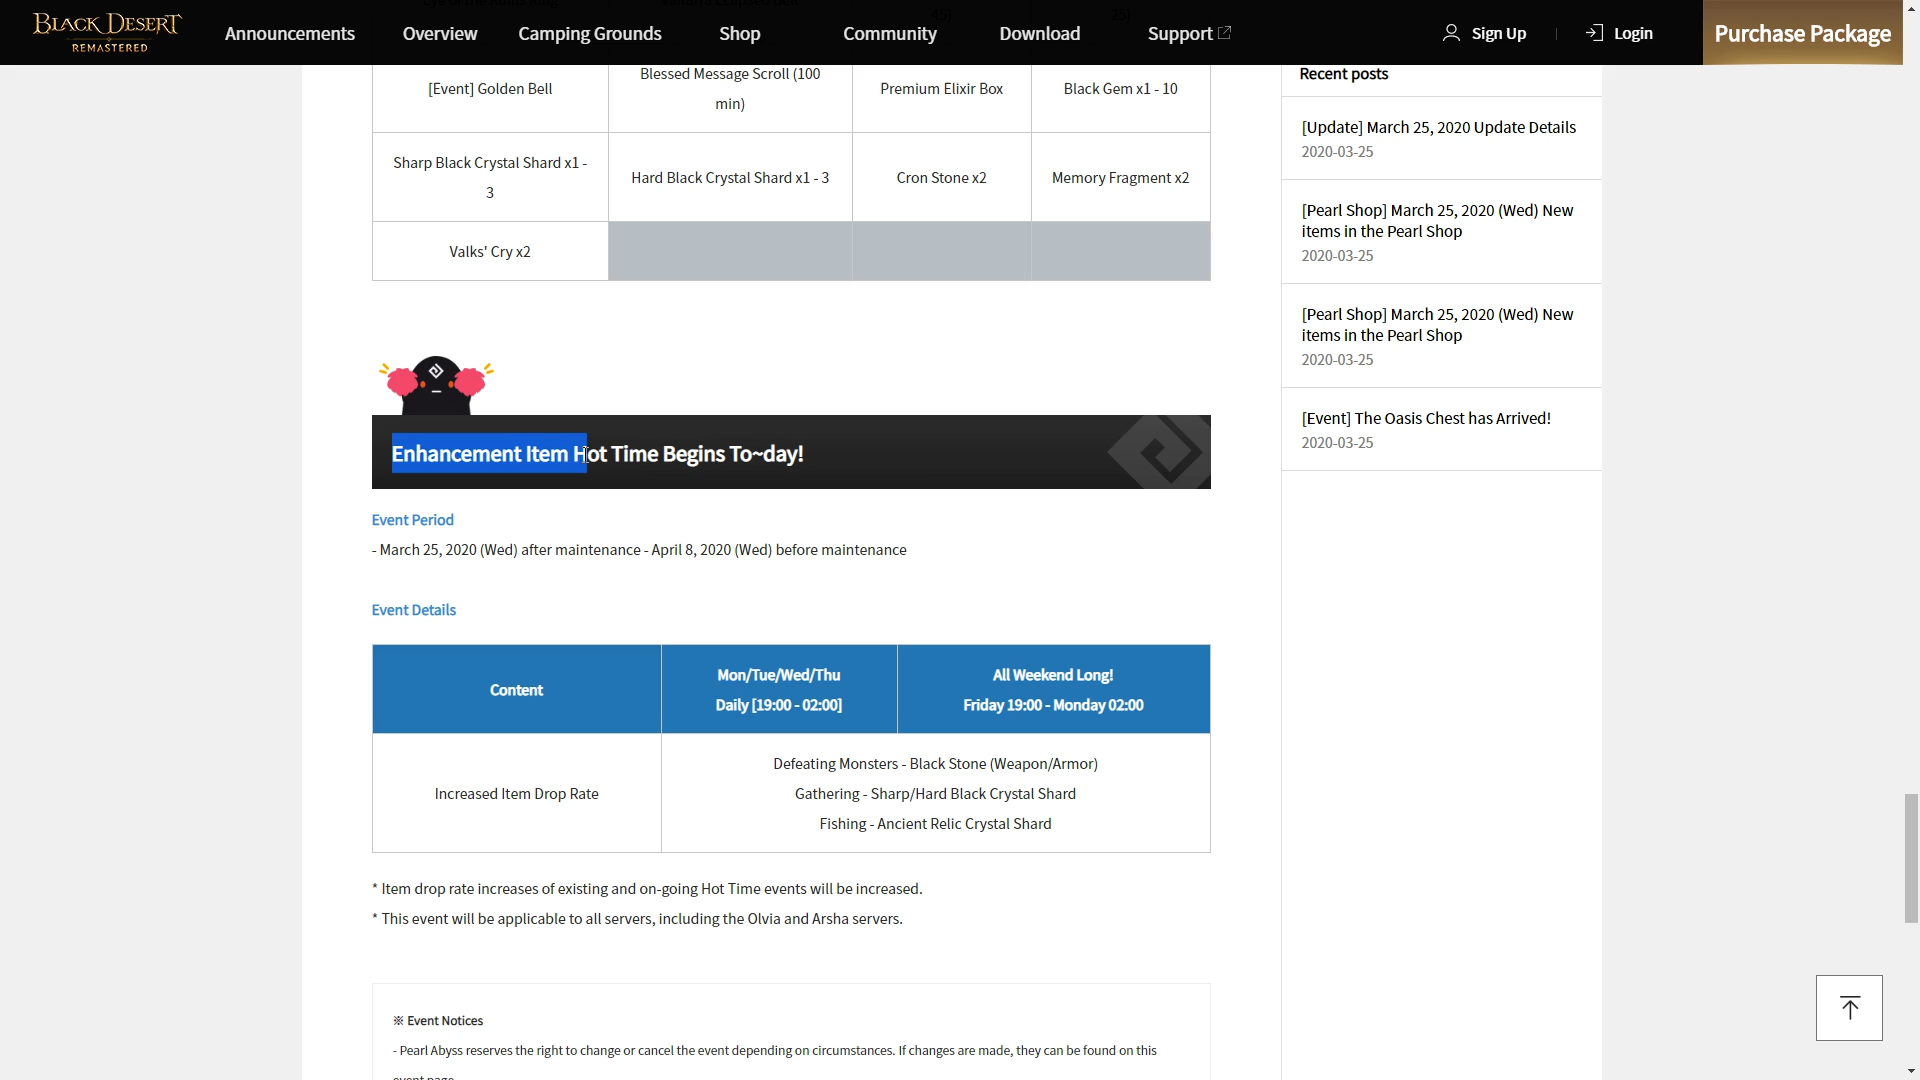 BLACK DESERT
REMASTERED
Announcements
Overview
Camping Grounds
Shop
Community
Download
Support
Sign Up
Login
Purchase Package
[Event] Golden Bell
Blessed Message Scroll (100
min)
Premium Elixir Box
Black Gem x1 - 10
Sharp Black Crystal Shard x1 -
3
Hard Black Crystal Shard x1 - 3
Cron Stone x2
Memory Fragment x2
Valks' Cry x2
Enhancement Item Hot Time Begins To~day!
Event Period
- March 25, 2020 (Wed) after maintenance - April 8, 2020 (Wed) before maintenance
Event Details
Content
Mon/Tue/Wed/Thu
Daily [19:00 - 02:00]
All Weekend Long!
Friday 19:00 - Monday 02:00
Increased Item Drop Rate
Defeating Monsters - Black Stone (Weapon/Armor)
Gathering - Sharp/Hard Black Crystal Shard
Fishing - Ancient Relic Crystal Shard
* Item drop rate increases of existing and on-going Hot Time events will be increased.
* This event will be applicable to all servers, including the Olvia and Arsha servers.
※ Event Notices
- Pearl Abyss reserves the right to change or cancel the event depending on circumstances. If changes are made, they can be found on this
event page.
Recent posts
[Update] March 25, 2020 Update Details
2020-03-25
[Pearl Shop] March 25, 2020 (Wed) New
items in the Pearl Shop
2020-03-25
[Pearl Shop] March 25, 2020 (Wed) New
items in the Pearl Shop
2020-03-25
[Event] The Oasis Chest has Arrived!
2020-03-25